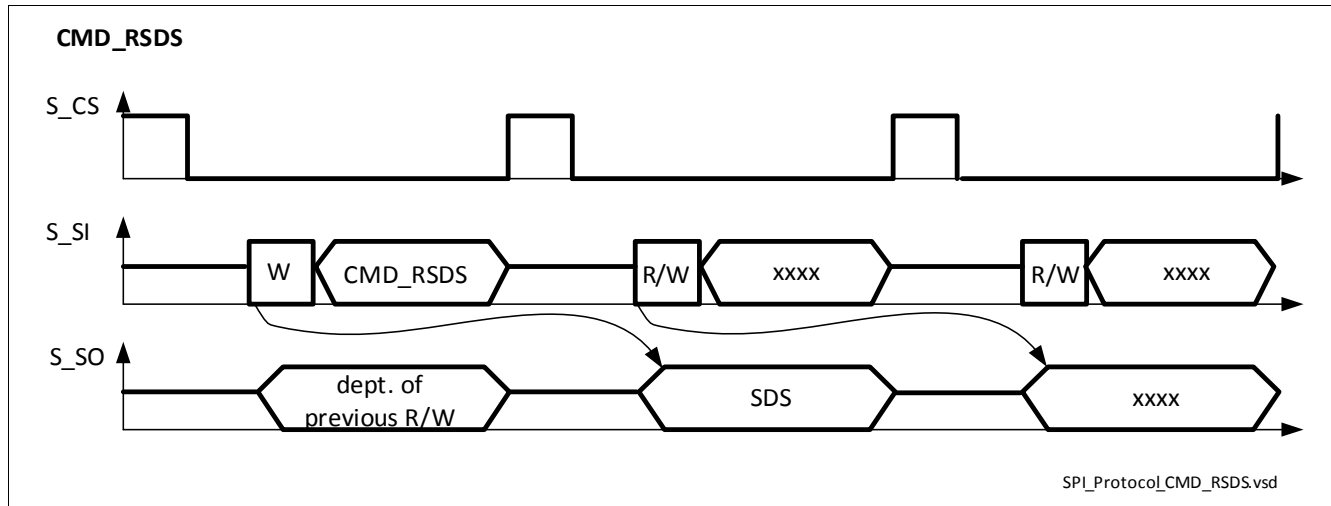 CMD_RSDS
S_CS
S_SI
W
CMD_RSDS
R/W
xxxx
R/W
xxxx
S_SO
dept. of
previous R/W
SDS
xxxx
SPI_Protocol_CMD_RSDS.vsd